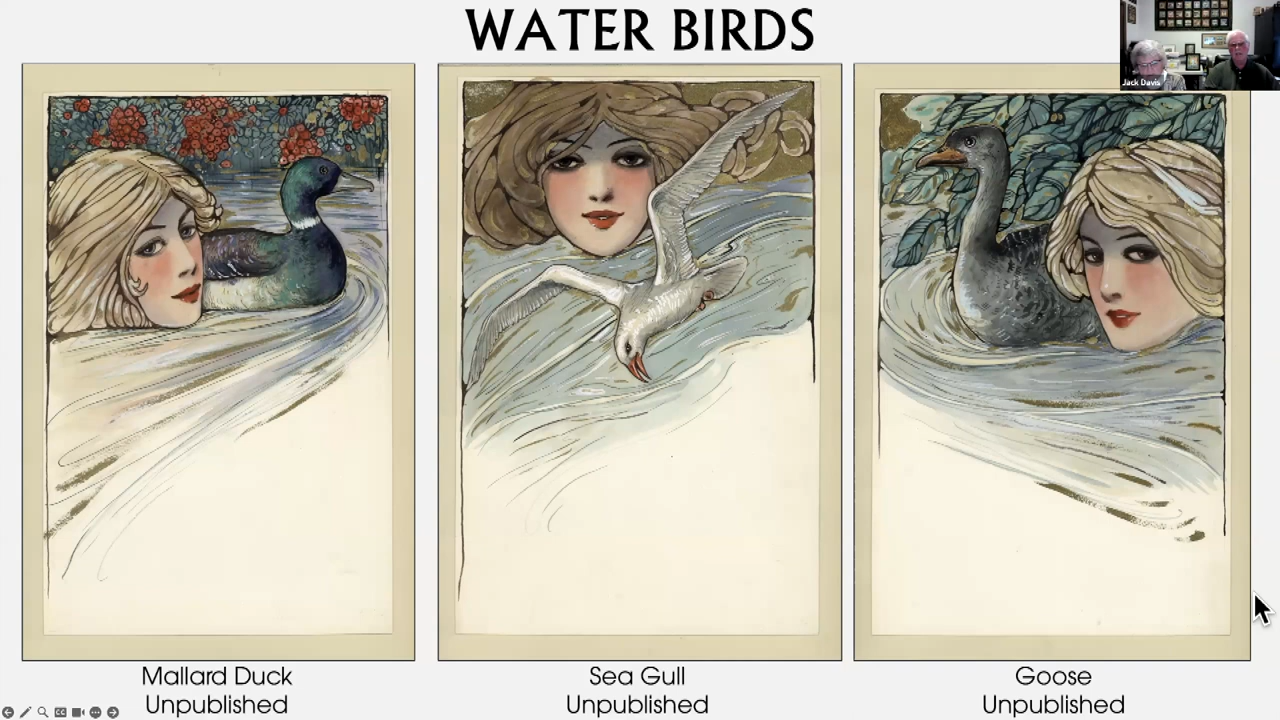 WATER BIRDS
Jack Davis
Mallard Duck
Unpublished
Sea Gull
Unpublished
Goose
Unpublished